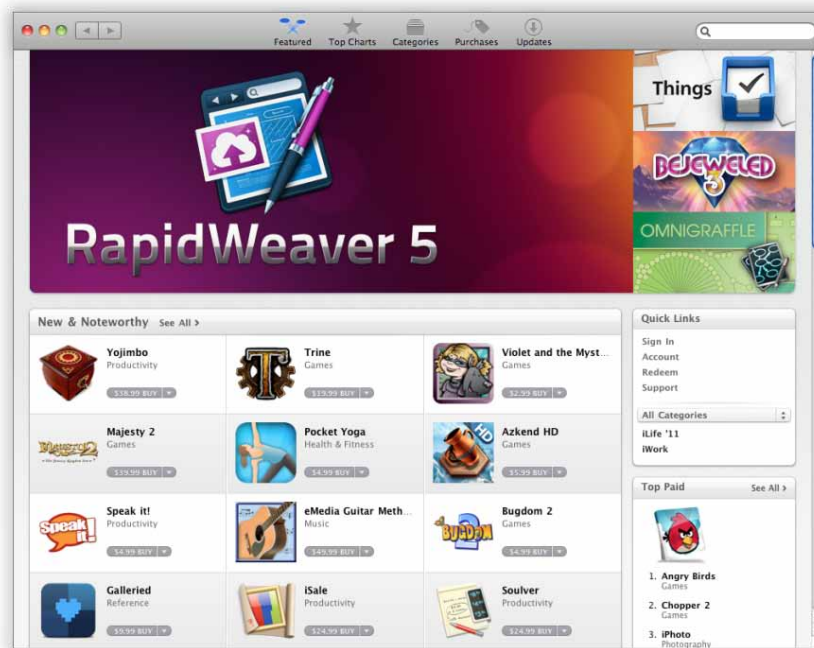 Featured
Top Charts
Categories
Purchases
Updates
Things
BEJEWELED
3
OMNIGRAFFLE
RapidWeaver 5
New & Noteworthy See All >
Yojimbo
Productivity
$38.99 BUY
Trine
Games
$19.99 BUY
Violet and the Myst...
Games
$2.99 BUY
Majesty 2
Games
$39.99 BUY
Pocket Yoga
Health & Fitness
$4.99 BUY
Azkend HD
Games
$5.99 BUY
Speak it!
Productivity
$4.99 BUY
eMedia Guitar Meth...
Music
$49.99 BUY
Bugdom 2
Games
$4.99 BUY
Galleried
Reference
$9.99 BUY
iSale
Productivity
$24.99 BUY
Soulver
Productivity
$24.99 BUY
Quick Links
Sign In
Account
Redeem
Support
All Categories
iLife '11
iWork
Top Paid See All >
1. Angry Birds
Games
2. Chopper 2
Games
3. iPhoto
Photography